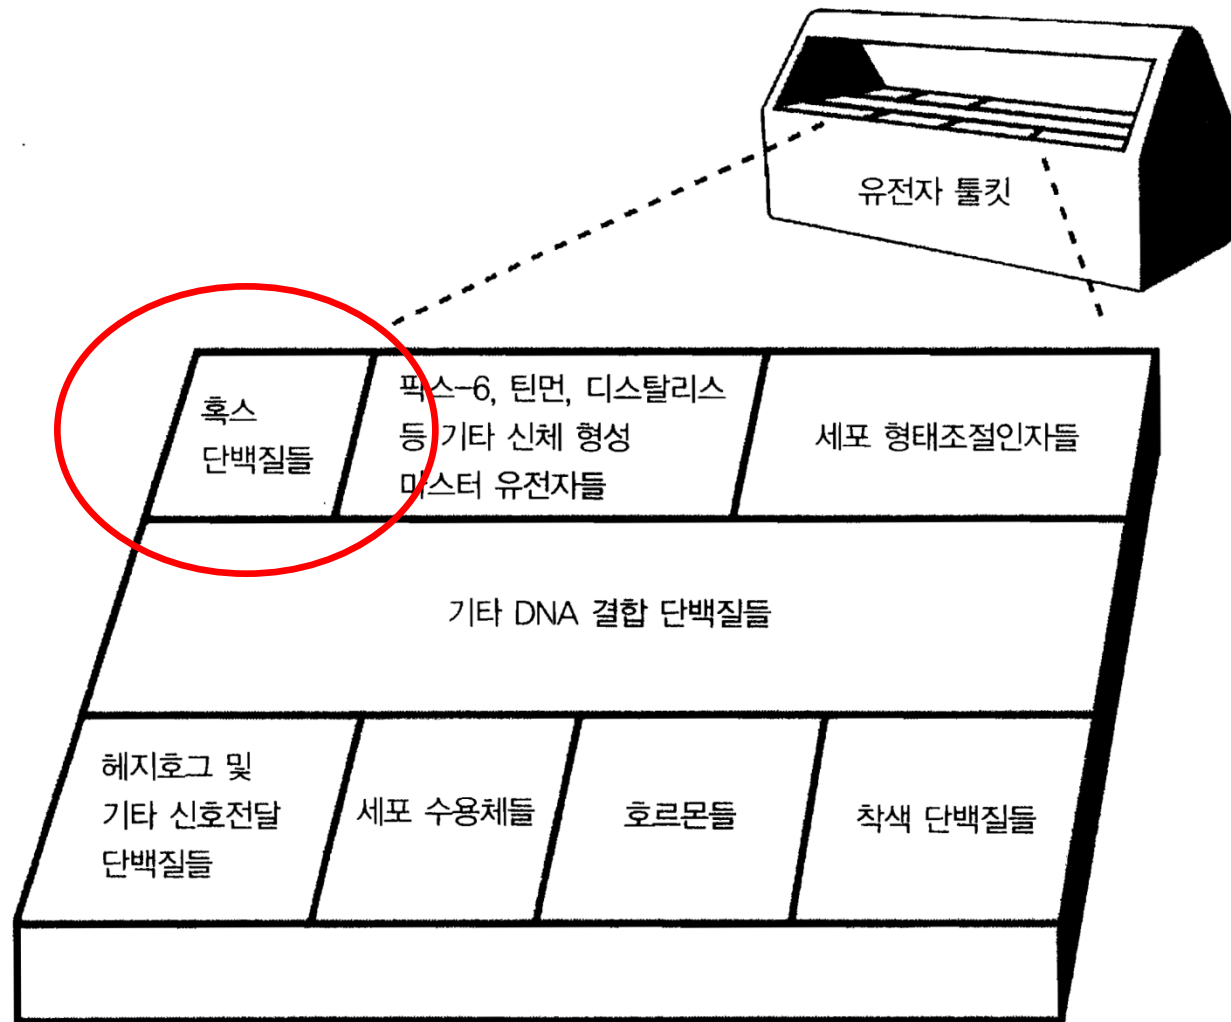 유전자 툴킷
혹스
단백질들
픽스-6, 틴먼, 디스탈리스
등 기타 신체 형성
마스터 유전자들
세포 형태조절인자들
기타 DNA 결합 단백질들
헤지호그 및
기타 신호전달
단백질들
세포 수용체들
호르몬들
착색 단백질들